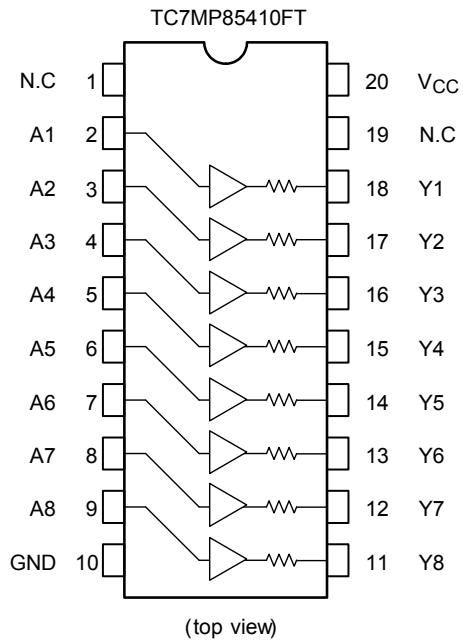 TC7MP85410FT
N.C 1 20 VCC
A1 2 19 N.C
A2 3 18 Y1
A3 4 17 Y2
A4 5 16 Y3
A5 6 15 Y4
A6 7 14 Y5
A7 8 13 Y6
A8 9 12 Y7
GND 10 11 Y8
(top view)